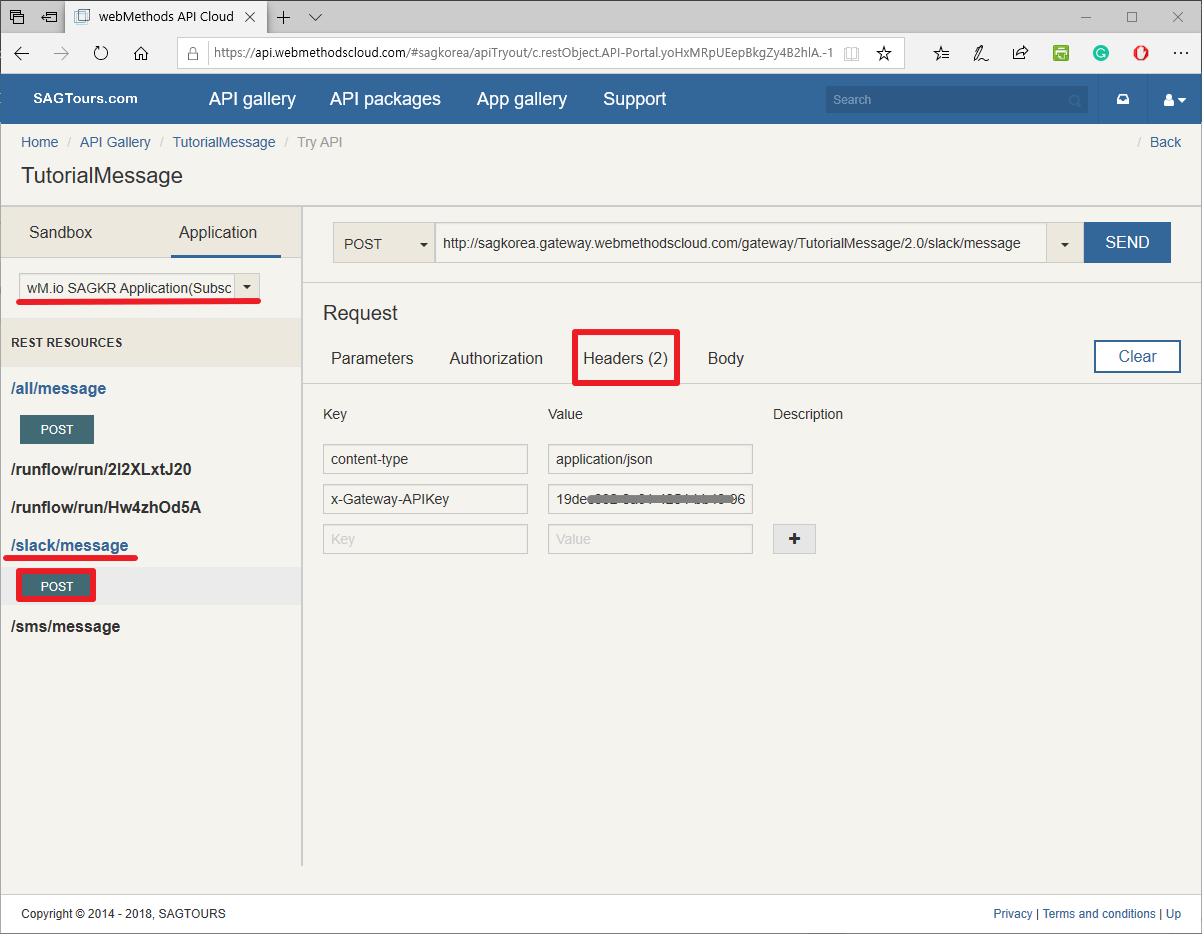 webMethods API Cloud
https://api.webmethodscloud.com/#sagkorea/apiTryout/c.restObject.API-Portal.yoHxMRpUEepBkgZy4B2hlA.-1
SAGTours.com
API gallery
API packages
App gallery
Support
Search
Home / API Gallery / TutorialMessage / Try API
/ Back
TutorialMessage
Sandbox
Application
POST
http://sagkorea.gateway.webmethodscloud.com/gateway/TutorialMessage/2.0/slack/message
SEND
wM.io SAGKR Application(Subsc
REST RESOURCES
/all/message
POST
/runflow/run/2I2XLxtJ20
/runflow/run/Hw4zhOd5A
/slack/message
POST
/sms/message
Request
Parameters
Authorization
Headers (2)
Body
Clear
Key
Value
Description
content-type
application/json
x-Gateway-APIKey
Key
Value
+
Copyright © 2014 - 2018, SAGTOURS
Privacy | Terms and conditions | Up